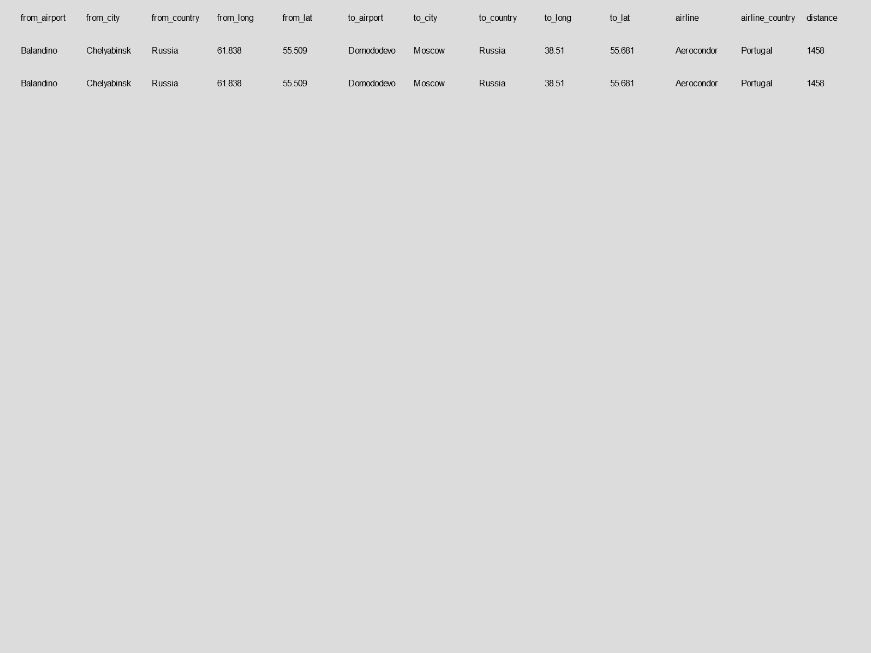 from_airport from_city from_country from_long from_lat to_airport to_city to_country to_long to_lat airline airline_country distance
Balandino Chelyabinsk Russia 61.838 55.509 Domododevo Moscow Russia 38.51 55.681 Aerocondor Portugal 1458
Balandino Chelyabinsk Russia 61.838 55.509 Domododevo Moscow Russia 38.51 55.681 Aerocondor Portugal 1458